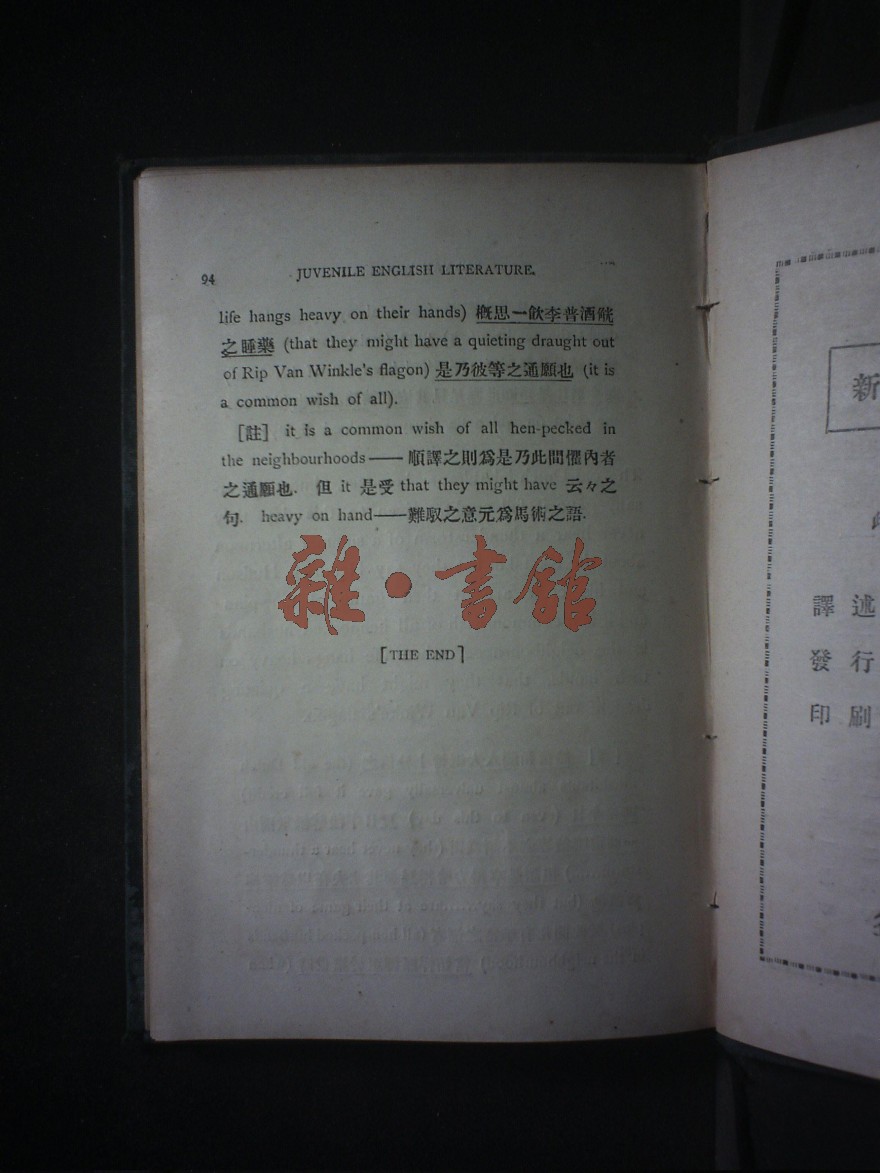 94 JUVENILE ENGLISH LITERATURE.
life hangs heavy on their hands) 概思一飲李普酒觥
之睡藥 (that they might have a quieting draught out
of Rip Van Winkle's flagon) 是乃彼等之通願也 (it is
a common wish of all).
[註] it is a common wish of all hen-pecked in
the neighbourhoods——順譯之則爲是乃此間懼內者
之通願也. 但 it 是受 that they might have 云々之
句. heavy on hand——難馭之意元爲馬術之語.
雜・書館
[THE END]
新
譯述
發行
印刷